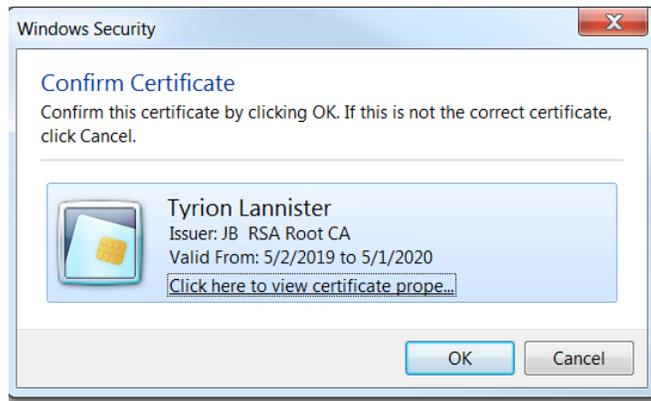 Windows Security
Confirm Certificate
Confirm this certificate by clicking OK. If this is not the correct certificate,
click Cancel.
Tyrion Lannister
Issuer: JB  RSA Root CA
Valid From: 5/2/2019 to 5/1/2020
Click here to view certificate prope...
OK
Cancel